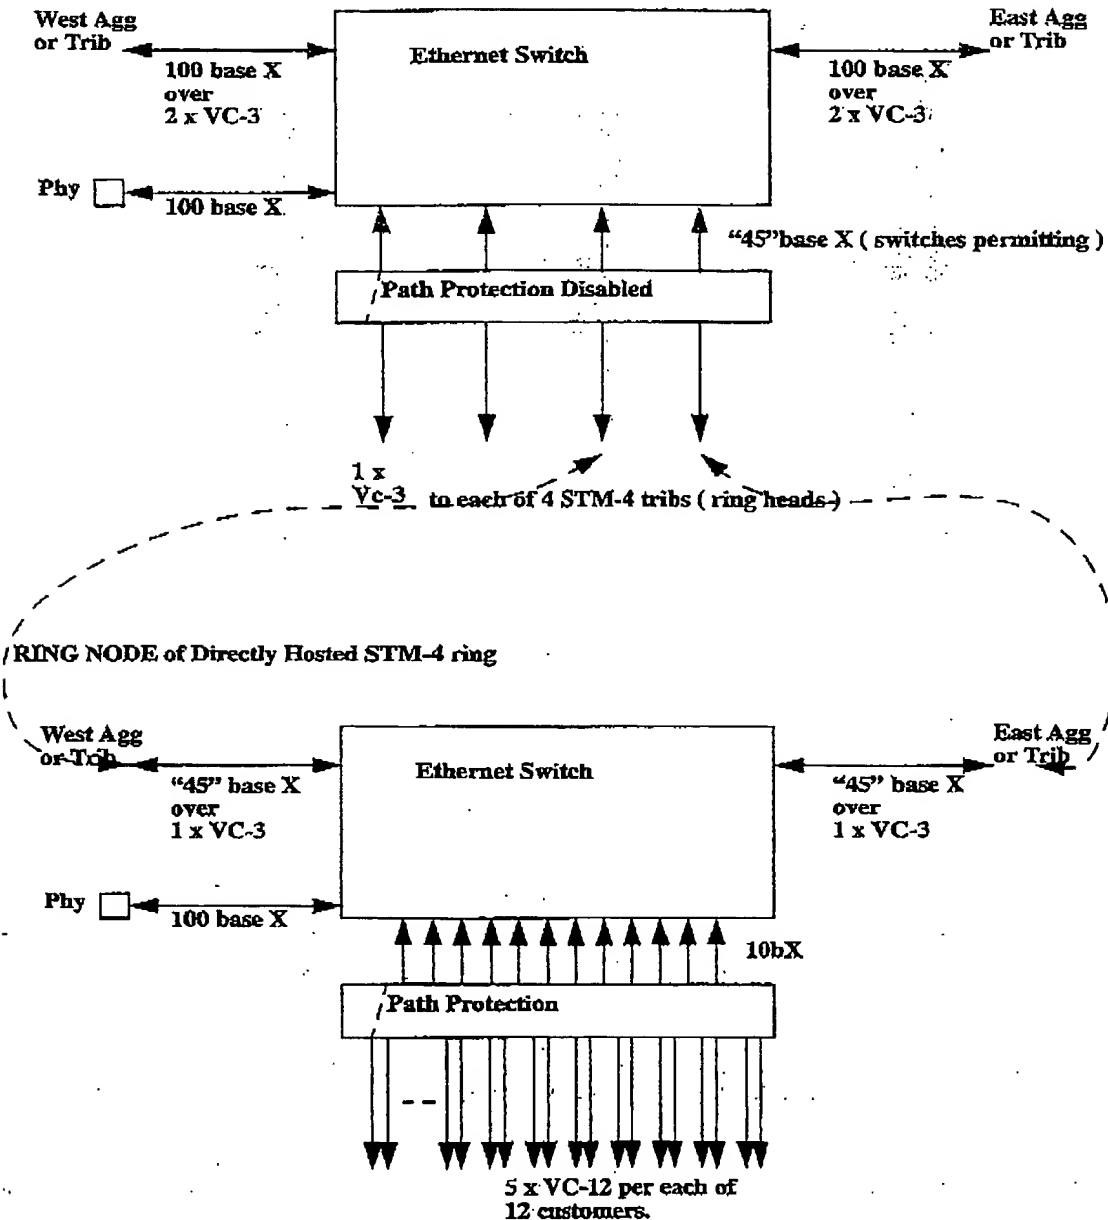 West Agg
or Trib
East Agg
or Trib
Ethernet Switch
100 base X
over
2 x VC-3
100 base X
over
2 x VC-3
Phy
100 base X
"45"base X ( switches permitting )
Path Protection Disabled
1 x
Vc-3 to each of 4 STM-4 tribs ( ring heads )
RING NODE of Directly Hosted STM-4 ring
West Agg
or Trib
East Agg
or Trib
Ethernet Switch
"45" base X
over
1 x VC-3
"45" base X
over
1 x VC-3
Phy
100 base X
10bX
Path Protection
5 x VC-12 per each of
12 customers.